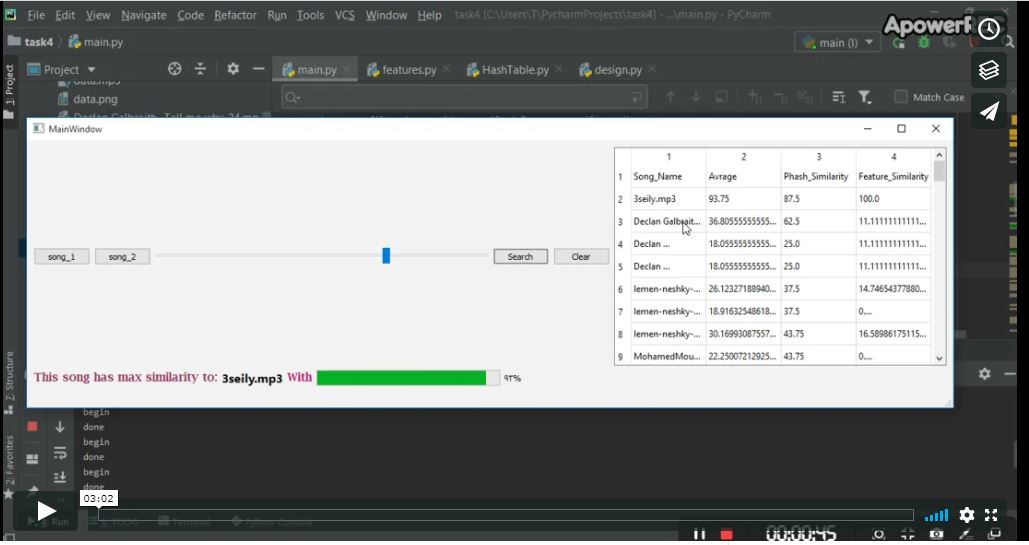 File Edit View Navigate Code Refactor Run Tools VCS Window Help task4 [C:\Users\T\PycharmProjects\task4] - ...\main.py - PyCharm
task4 main.py main (l)
Project main.py features.py HashTable.py design.py
1: Project
data.mp3
data.png
Match Case
MainWindow
1 2 3 4
1 Song_Name Avrage Phash_Similarity Feature_Similarity
2 3seily.mp3 93.75 87.5 100.0
3 Declan Galbrait... 36.80555555555... 62.5 11.11111111111...
4 Declan ... 18.05555555555... 25.0 11.11111111111...
5 Declan ... 18.05555555555... 25.0 11.11111111111...
6 lemen-neshky-... 26.12327188940... 37.5 14.74654377880...
7 lemen-neshky-... 18.91632548618... 37.5 0....
8 lemen-neshky-... 30.16993087557... 43.75 16.58986175115...
9 MohamedMou... 22.25007212925... 43.75 0....
song_1 song_2 Search Clear
This song has max similarity to: 3seily.mp3 With ٩٣%
7: Structure
2: Favorites
begin
done
begin
done
begin
done
03:02
4: Run TODO Terminal Python Console
00:00:45